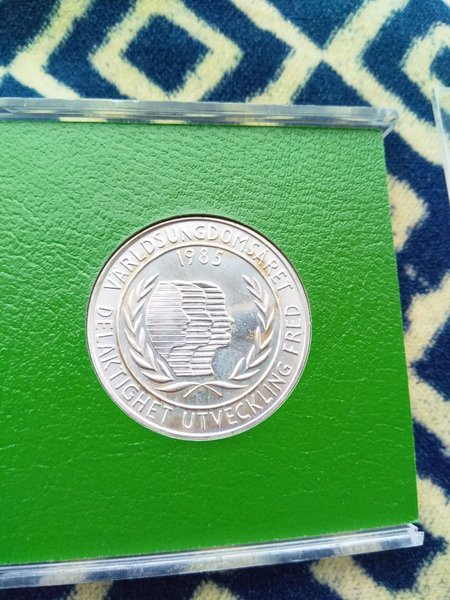 VÄRLDSUNGDOMSÅRET
1985
DELAKTIGHET UTVECKLING FRED